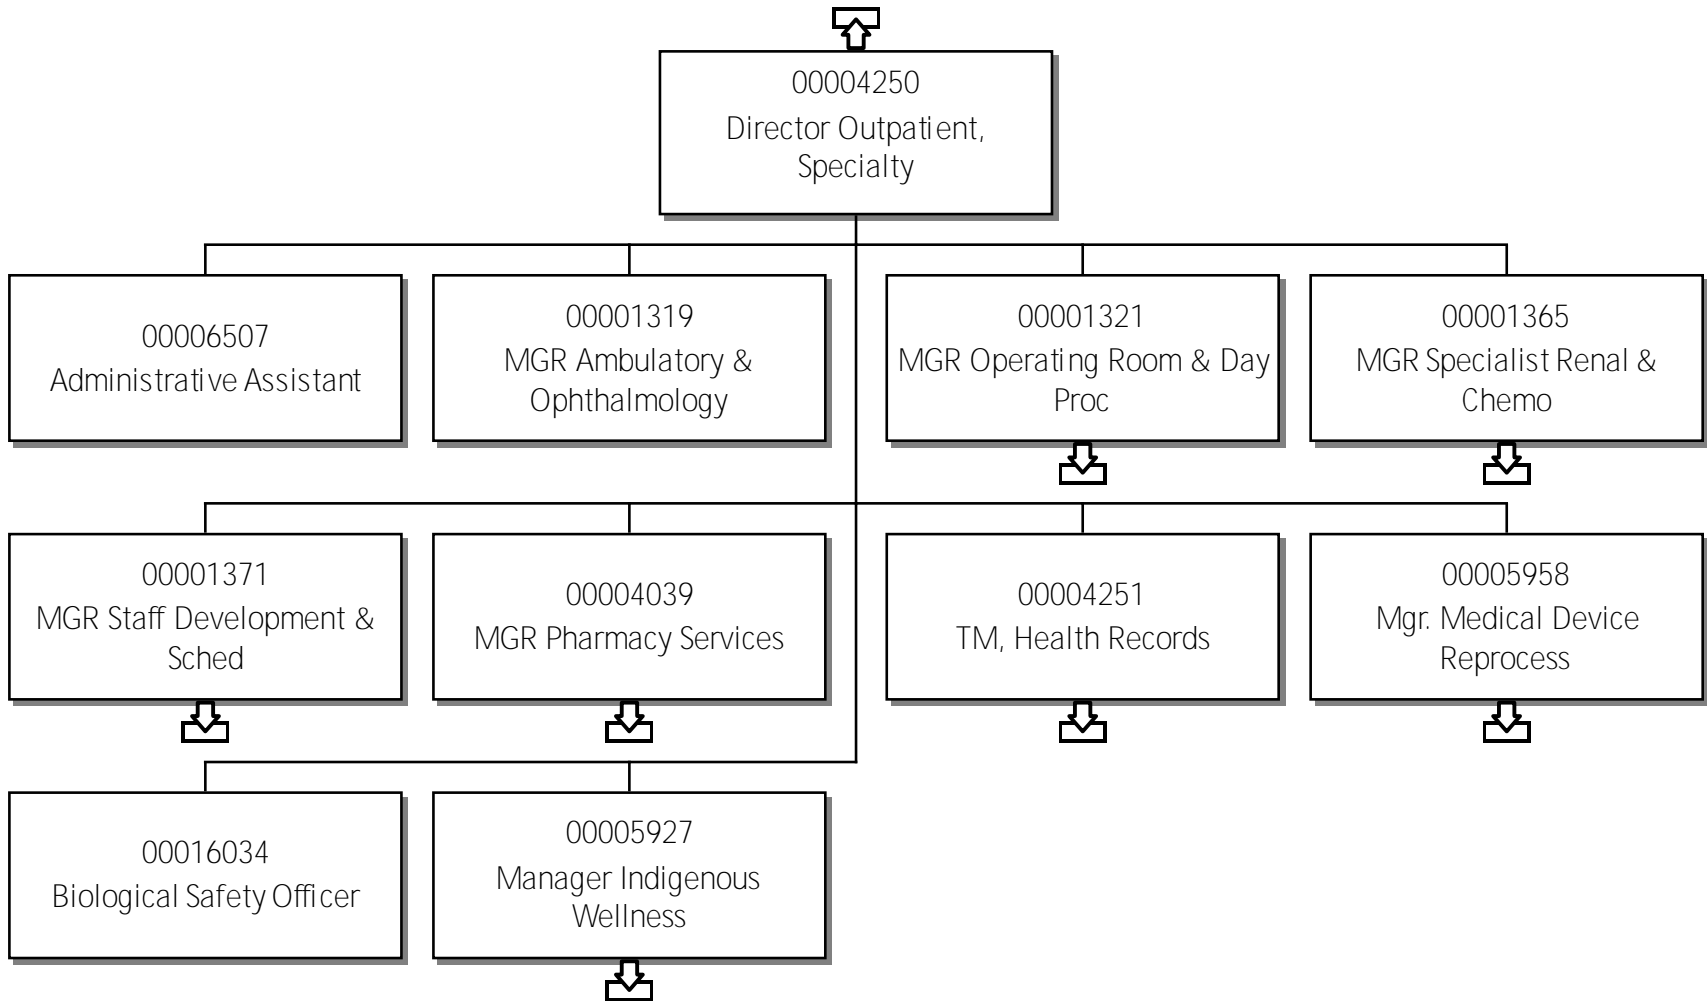 00004250
Director Outpatient,
Specialty
00006507
Administrative Assistant
00001319
MGR Ambulatory &
Ophthalmology
00001321
MGR Operating Room & Day
Proc
00001365
MGR Specialist Renal &
Chemo
00001371
MGR Staff Development &
Sched
00004039
MGR Pharmacy Services
00004251
TM, Health Records
00005958
Mgr. Medical Device
Reprocess
00016034
Biological Safety Officer
00005927
Manager Indigenous
Wellness